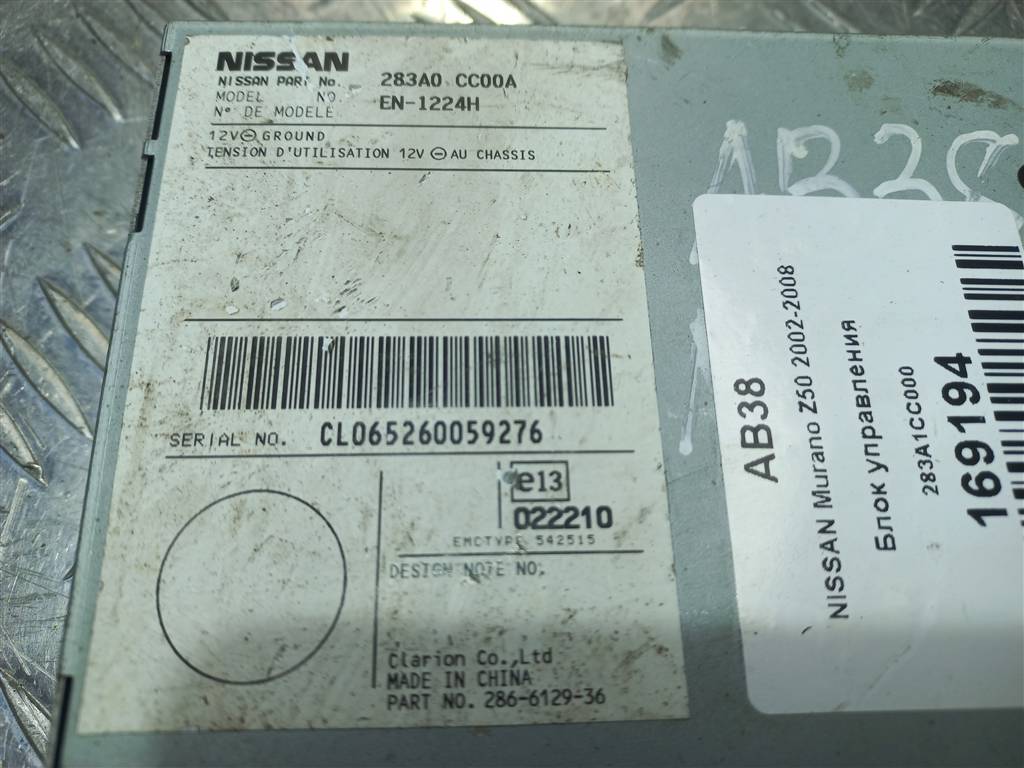 NISSAN
NISSAN PART No. 283A0 CC00A
MODEL NO. EN-1224H
N° DE MODELE
12V⊖GROUND
TENSION D'UTILISATION 12V ⊖ AU CHASSIS
SERIAL NO. CL065260059276
e13
022210
EMCTYPE 542515
DESIGN NOTE NO.
Clarion Co.,Ltd
MADE IN CHINA
PART NO. 286-6129-36
AB38
AB38
NISSAN Murano Z50 2002-2008
Блок управления
283A1CC000
169194